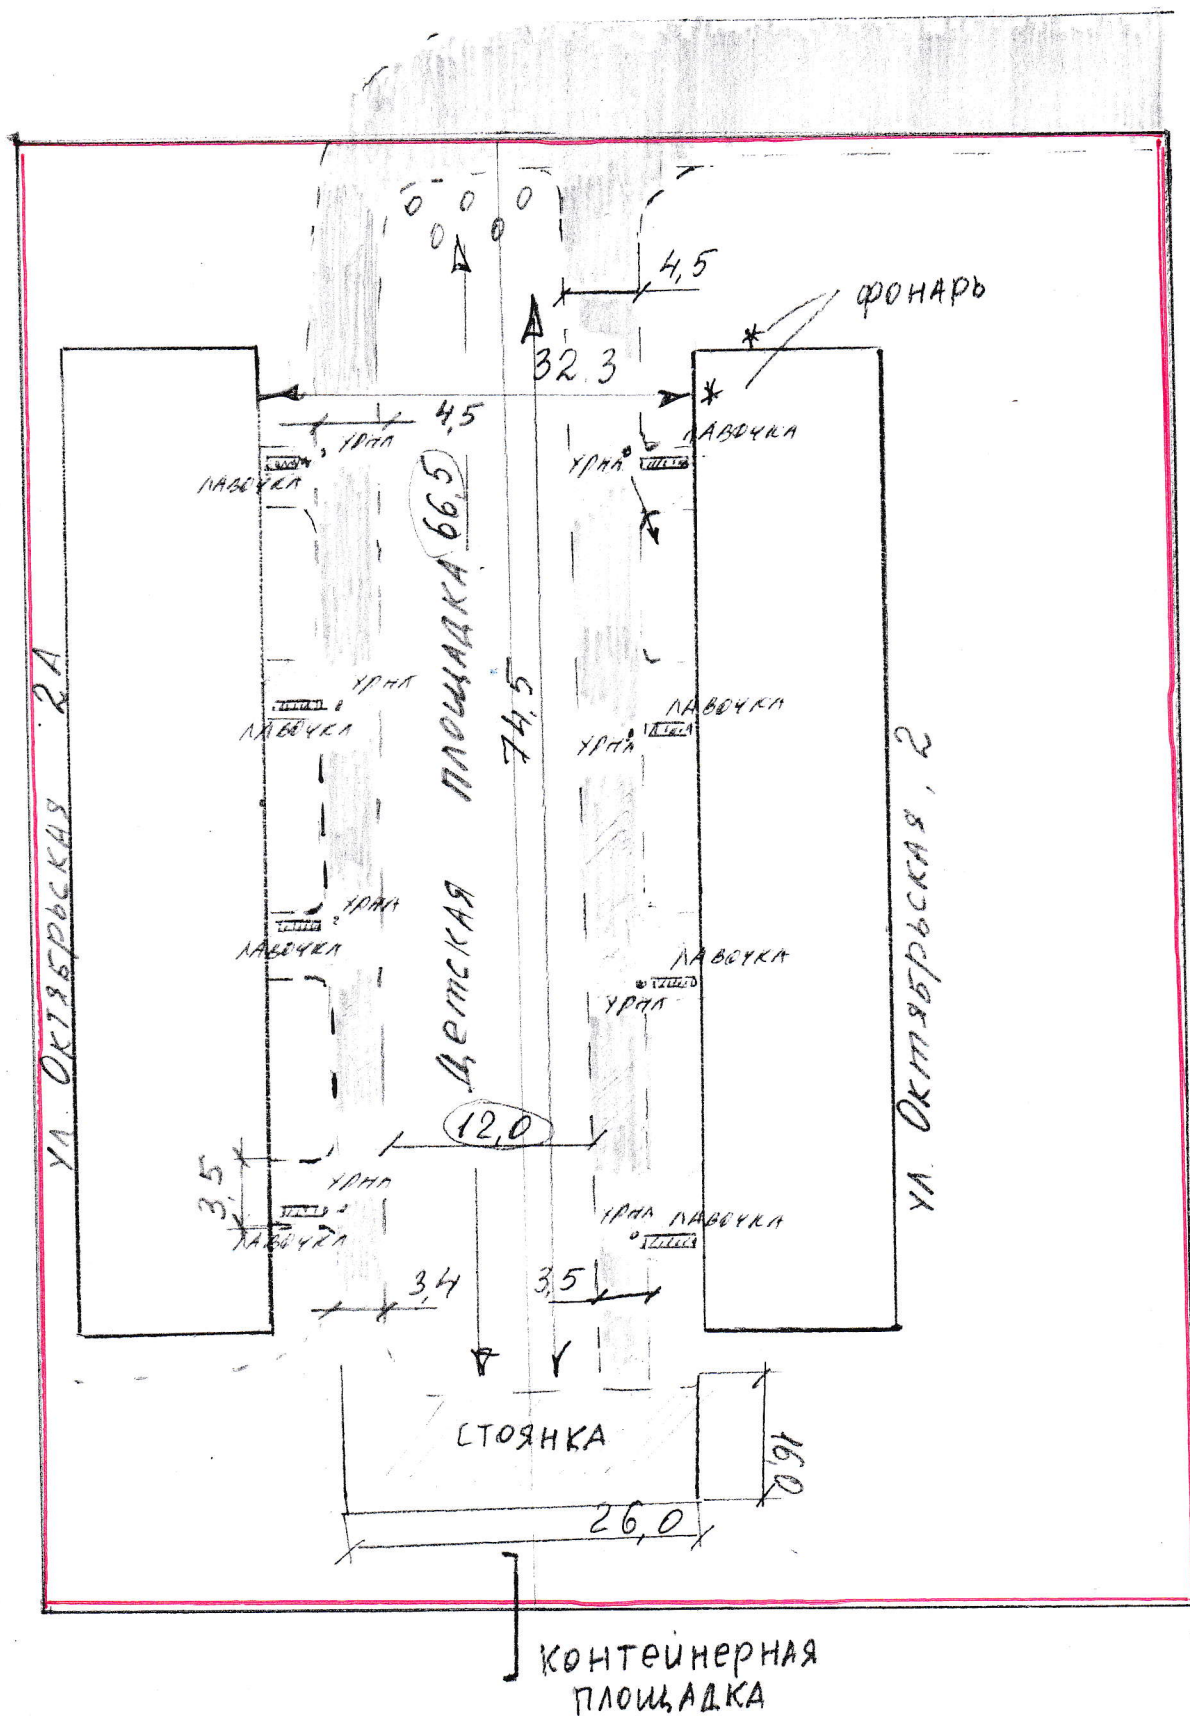 4,5
ФОНАРЬ
32.3
4,5
УРНА
ЛАВОЧКА
УРНА
ЛАВОЧКА
ДЕТСКАЯ ПЛОЩАДКА 66,5
74,5
УЛ. ОКТЯБРЬСКАЯ 2А
УРНА
ЛАВОЧКА
ЛАВОЧКА
УРНА
УЛ. ОКТЯБРЬСКАЯ, 2
УРНА
ЛАВОЧКА
ЛАВОЧКА
УРНА
12,0
3,5
УРНА
ЛАВОЧКА
УРНА
ЛАВОЧКА
3,4
3,5
СТОЯНКА
16,0
26,0
КОНТЕЙНЕРНАЯ
ПЛОЩАДКА